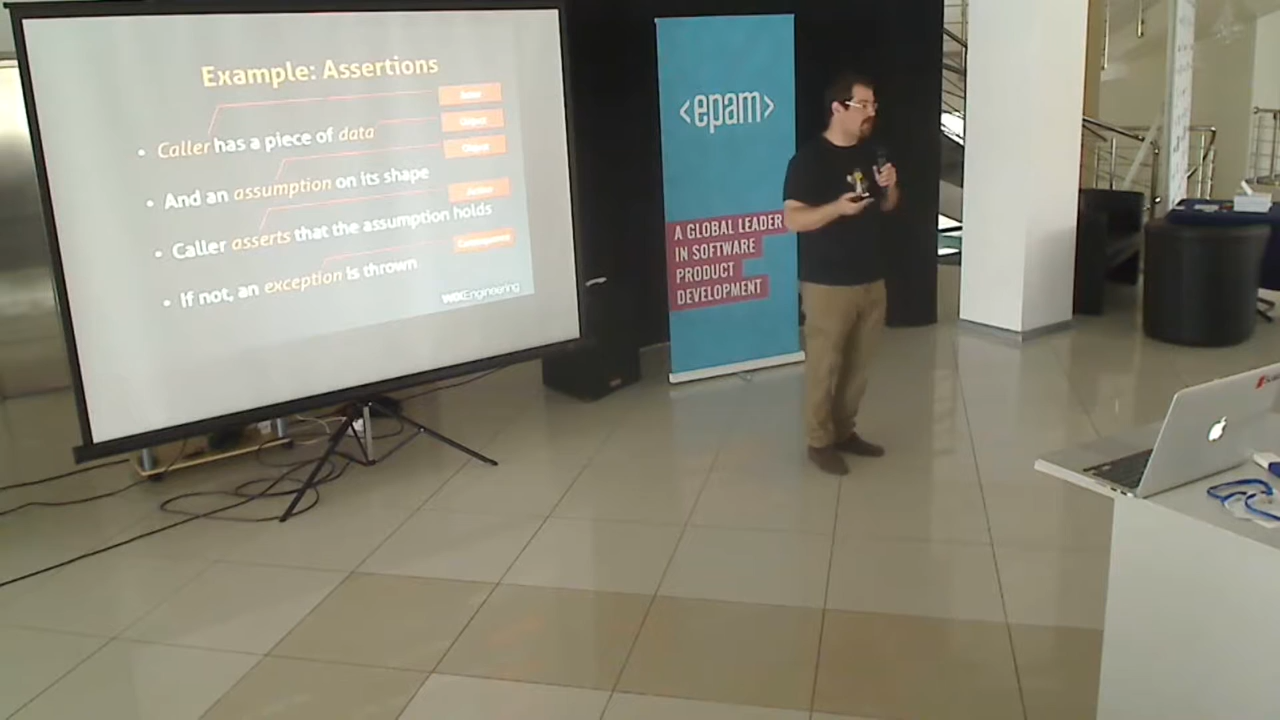 Example: Assertions
• Caller has a piece of data
• And an assumption on its shape
• Caller asserts that the assumption holds
• If not, an exception is thrown
WiXEngineering
<epam>
A GLOBAL LEADER
IN SOFTWARE
PRODUCT
DEVELOPMENT